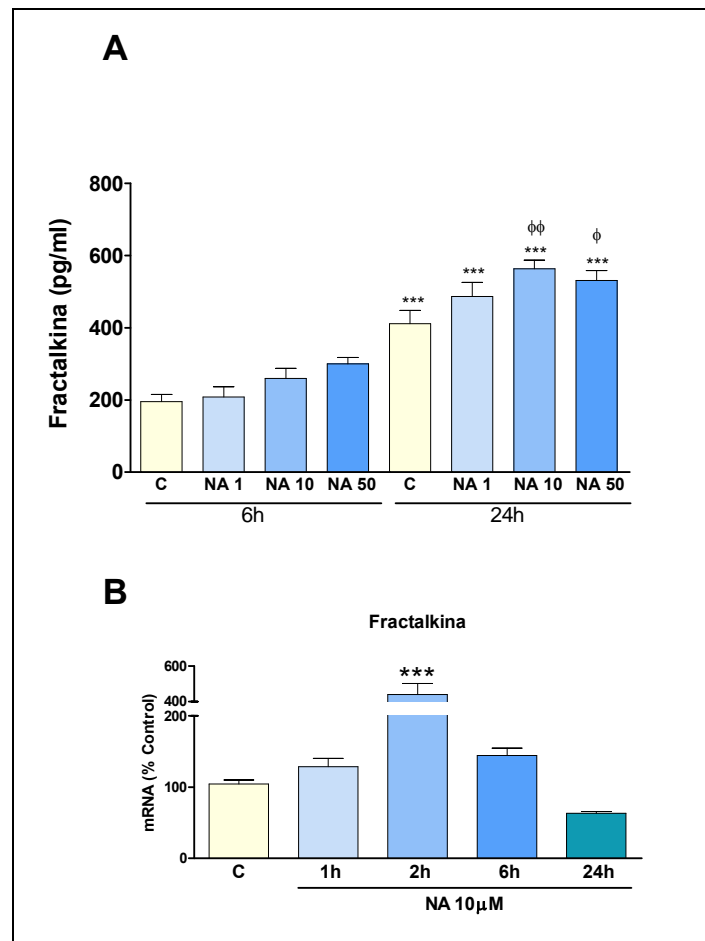 A
Fractalkina (pg/ml)
800
600
400
200
0
ϕϕ
ϕ
*** *** *** ***
C NA 1 NA 10 NA 50 C NA 1 NA 10 NA 50
6h 24h
B
Fractalkina
mRNA (% Control)
600
400
200
100
0
***
C 1h 2h 6h 24h
NA 10μM